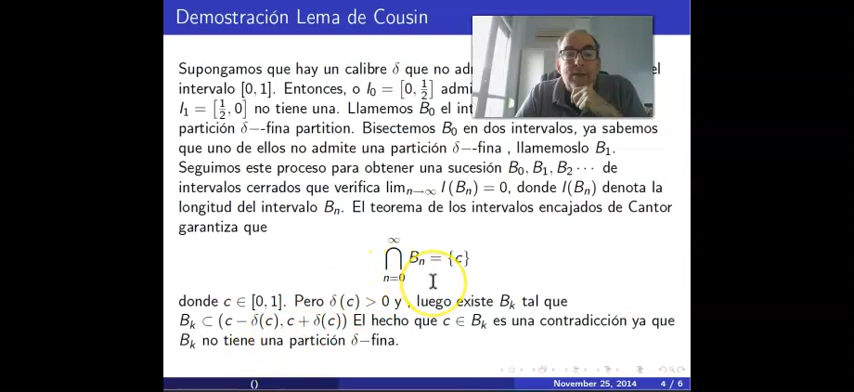 Demostración Lema de Cousin
Supongamos que hay un calibre δ que no adm el
intervalo [0, 1]. Entonces, o I₀ = [0, 1/2] admi
I₁ = [1/2, 0] no tiene una. Llamemos B₀ el int
partición δ−-fina partition. Bisectemos B₀ en dos intervalos, ya sabemos
que uno de ellos no admite una partición δ−-fina , llamemoslo B₁.
Seguimos este proceso para obtener una sucesión B₀, B₁, B₂ ⋯ de
intervalos cerrados que verifica limₙ→∞ l(Bₙ) = 0, donde l(Bₙ) denota la
longitud del intervalo Bₙ. El teorema de los intervalos encajados de Cantor
garantiza que
∞
⋂ Bₙ = {c}
n=0
donde c ∈ [0, 1]. Pero δ(c) > 0 y , luego existe Bₖ tal que
Bₖ ⊂ (c − δ(c), c + δ(c)) El hecho que c ∈ Bₖ es una contradicción ya que
Bₖ no tiene una partición δ−fina.
() November 25, 2014 4 / 6